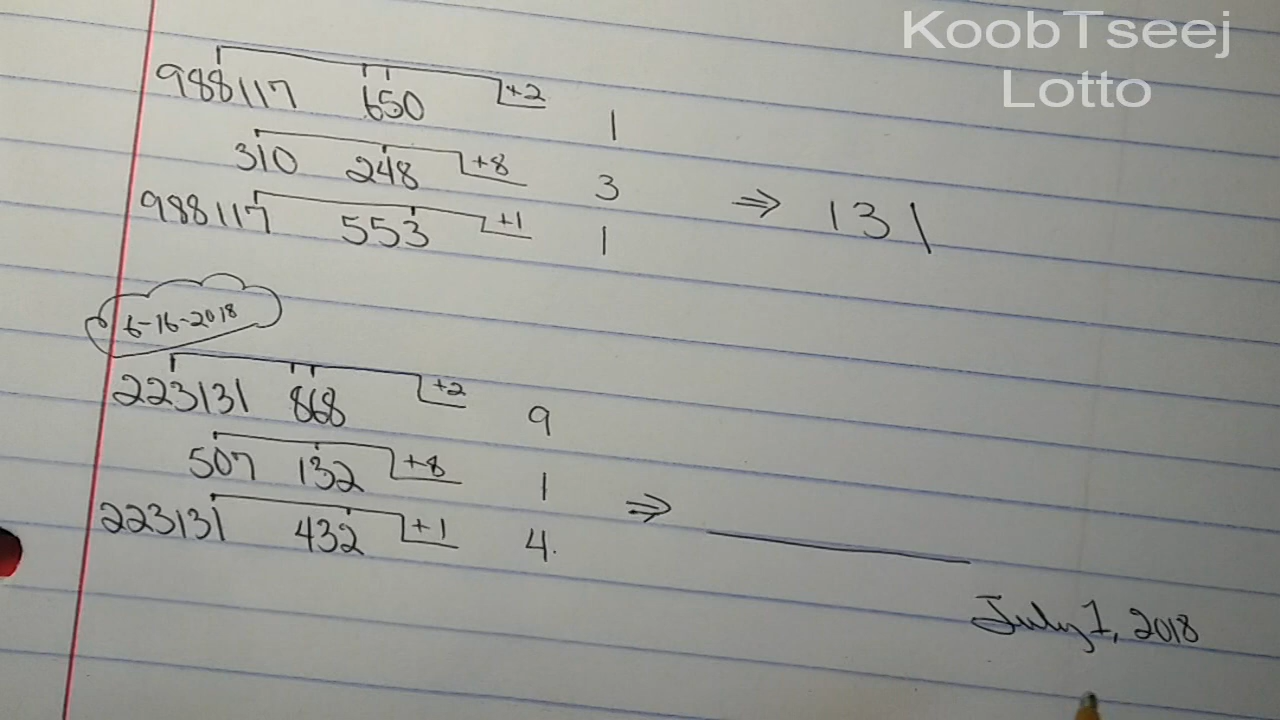 KoobTseej
Lotto
988117 650 +2 1
310 248 +8 3
988117 553 +1 1
⇒ 131
6-16-2018
223131 868 +2 9
507 132 +8 1
223131 432 +1 4.
⇒
July 1, 2018